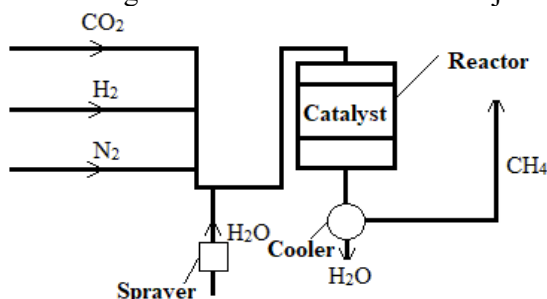 CO₂
Reactor
H₂
Catalyst
N₂
CH₄
H₂O
Cooler
Sprayer
H₂O